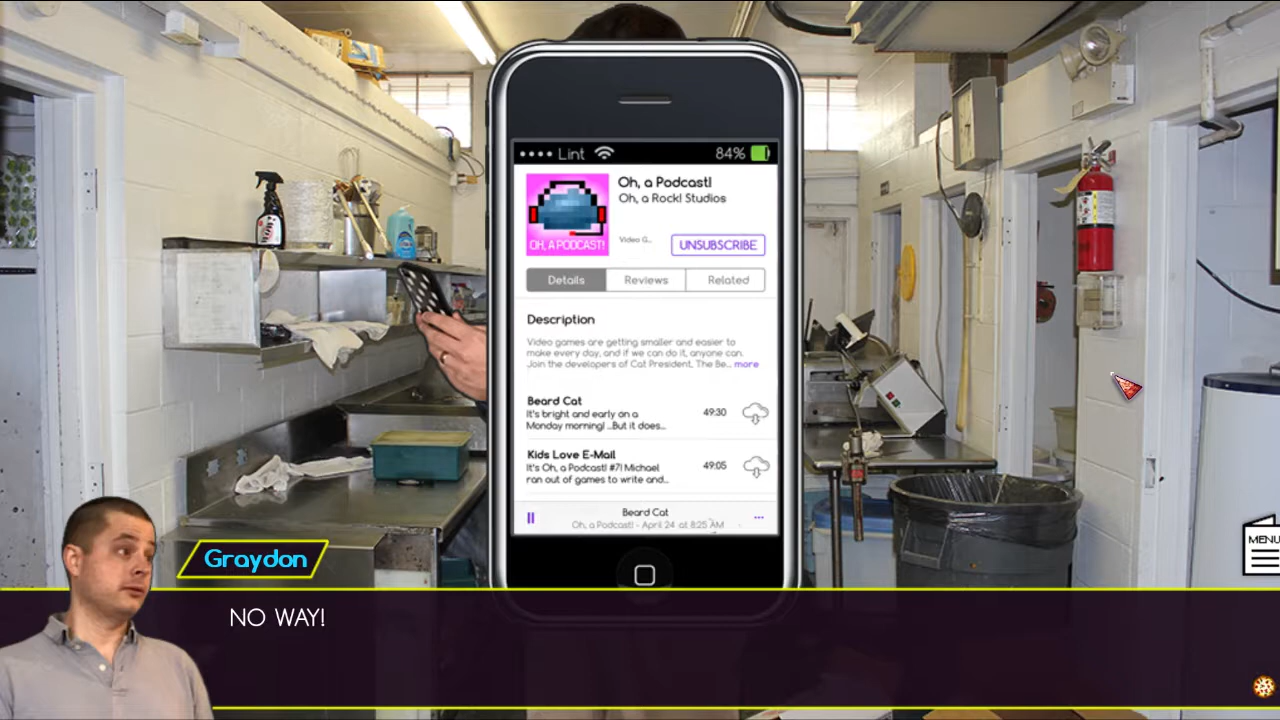 •••• Lint 84%
Oh, a Podcast!
Oh, a Rock! Studios
OH, A PODCAST!
Video G...
UNSUBSCRIBE
Details Reviews Related
Description
Video games are getting smaller and easier to
make every day, and if we can do it, anyone can.
Join the developers of Cat President, The Be... more
Beard Cat
It's bright and early on a
Monday morning! ...But it does...
49:30
Kids Love E-Mail
It's Oh, a Podcast! #7! Michael
ran out of games to write and...
49:05
Beard Cat
Oh, a Podcast! - April 24 at 8:25 AM
...
MENU
Graydon
NO WAY!